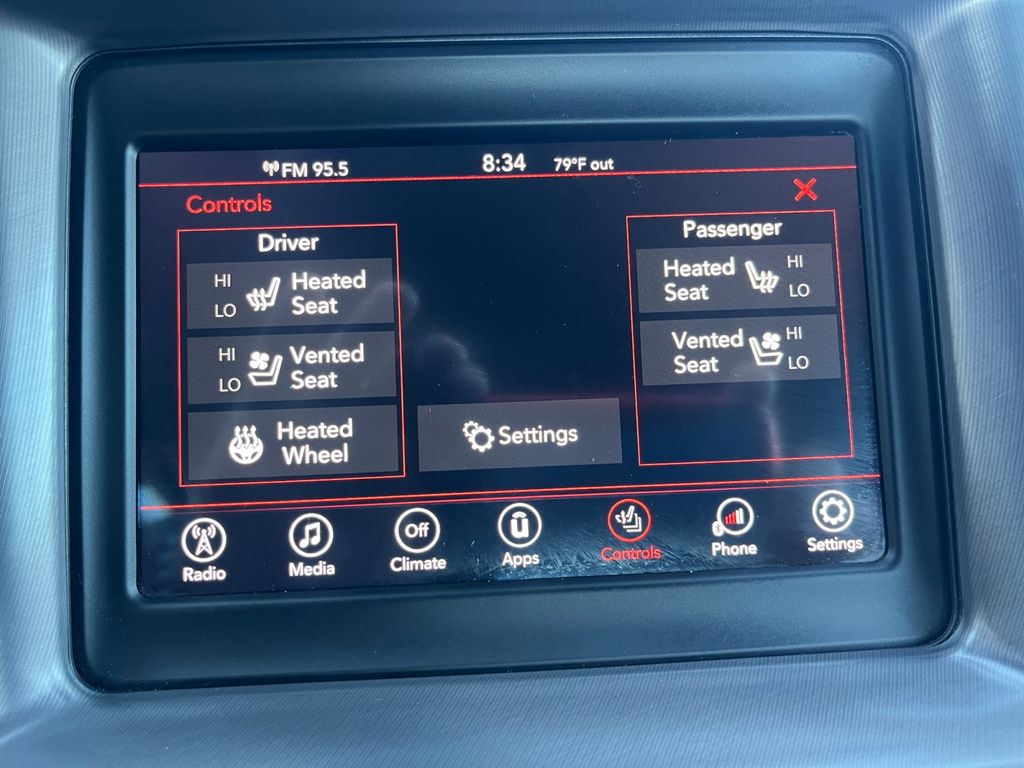 FM 95.5 8:34 79°F out
Controls
Driver
HI
LO
Heated
Seat
HI
LO
Vented
Seat
Heated
Wheel
Settings
Passenger
Heated
Seat
HI
LO
Vented
Seat
HI
LO
Radio
Media
Off
Climate
Apps
Controls
Phone
Settings